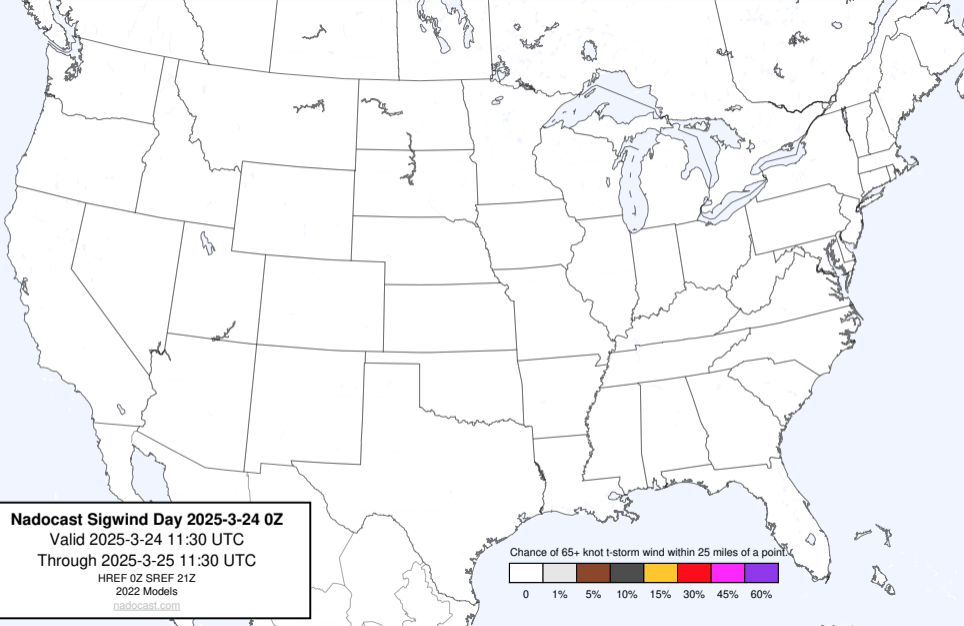 Nadocast Sigwind Day 2025-3-24 0Z
Valid 2025-3-24 11:30 UTC
Through 2025-3-25 11:30 UTC
HREF 0Z SREF 21Z
2022 Models
nadocast.com
Chance of 65+ knot t-storm wind within 25 miles of a point.
0 1% 5% 10% 15% 30% 45% 60%